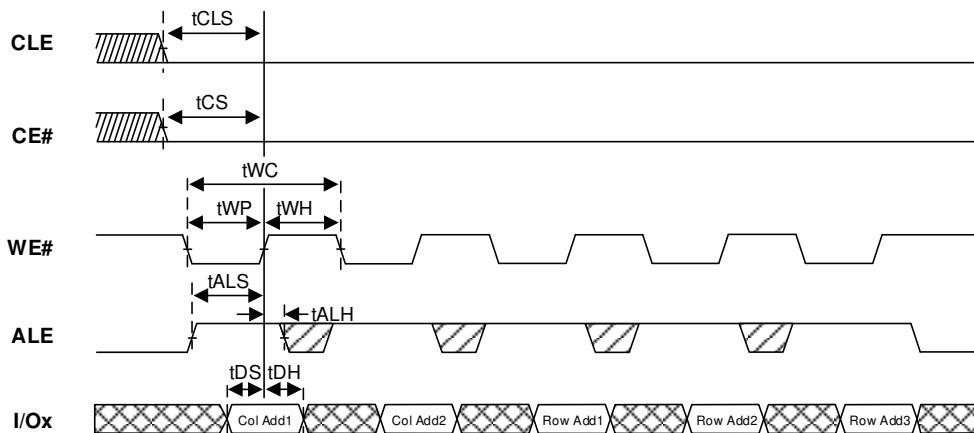 tCLS
CLE
tCS
CE#
tWC
tWP tWH
WE#
tALS
tALH
ALE
tDS tDH
I/Ox Col Add1 Col Add2 Row Add1 Row Add2 Row Add3